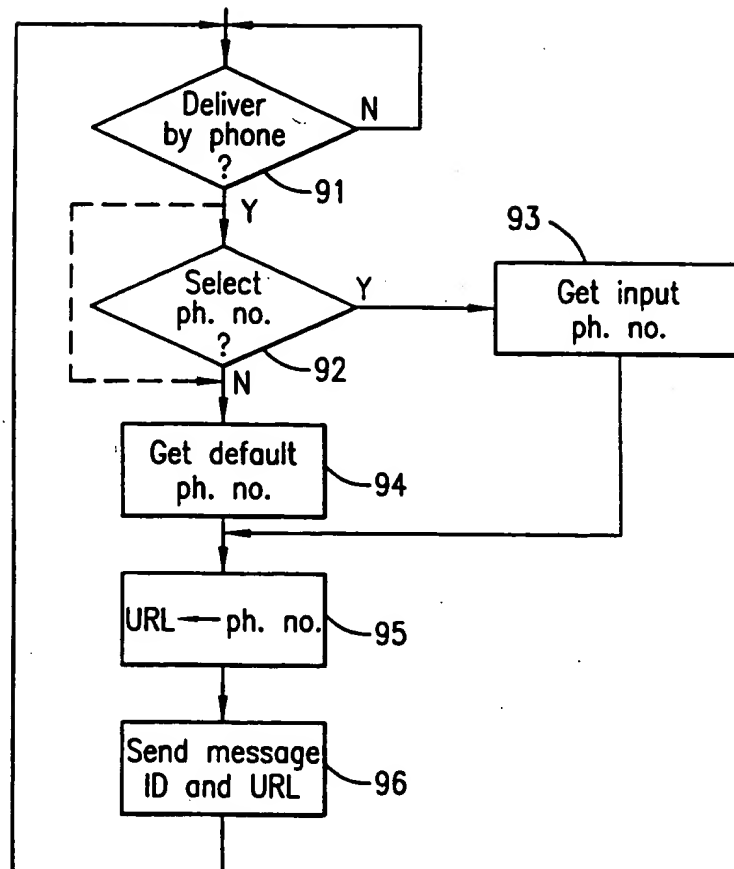 Deliver
by phone
?
N
91
Y
93
Select
ph. no.
?
Y
Get input
ph. no.
92
N
Get default
ph. no.
94
URL ← ph. no.
95
Send message
ID and URL
96